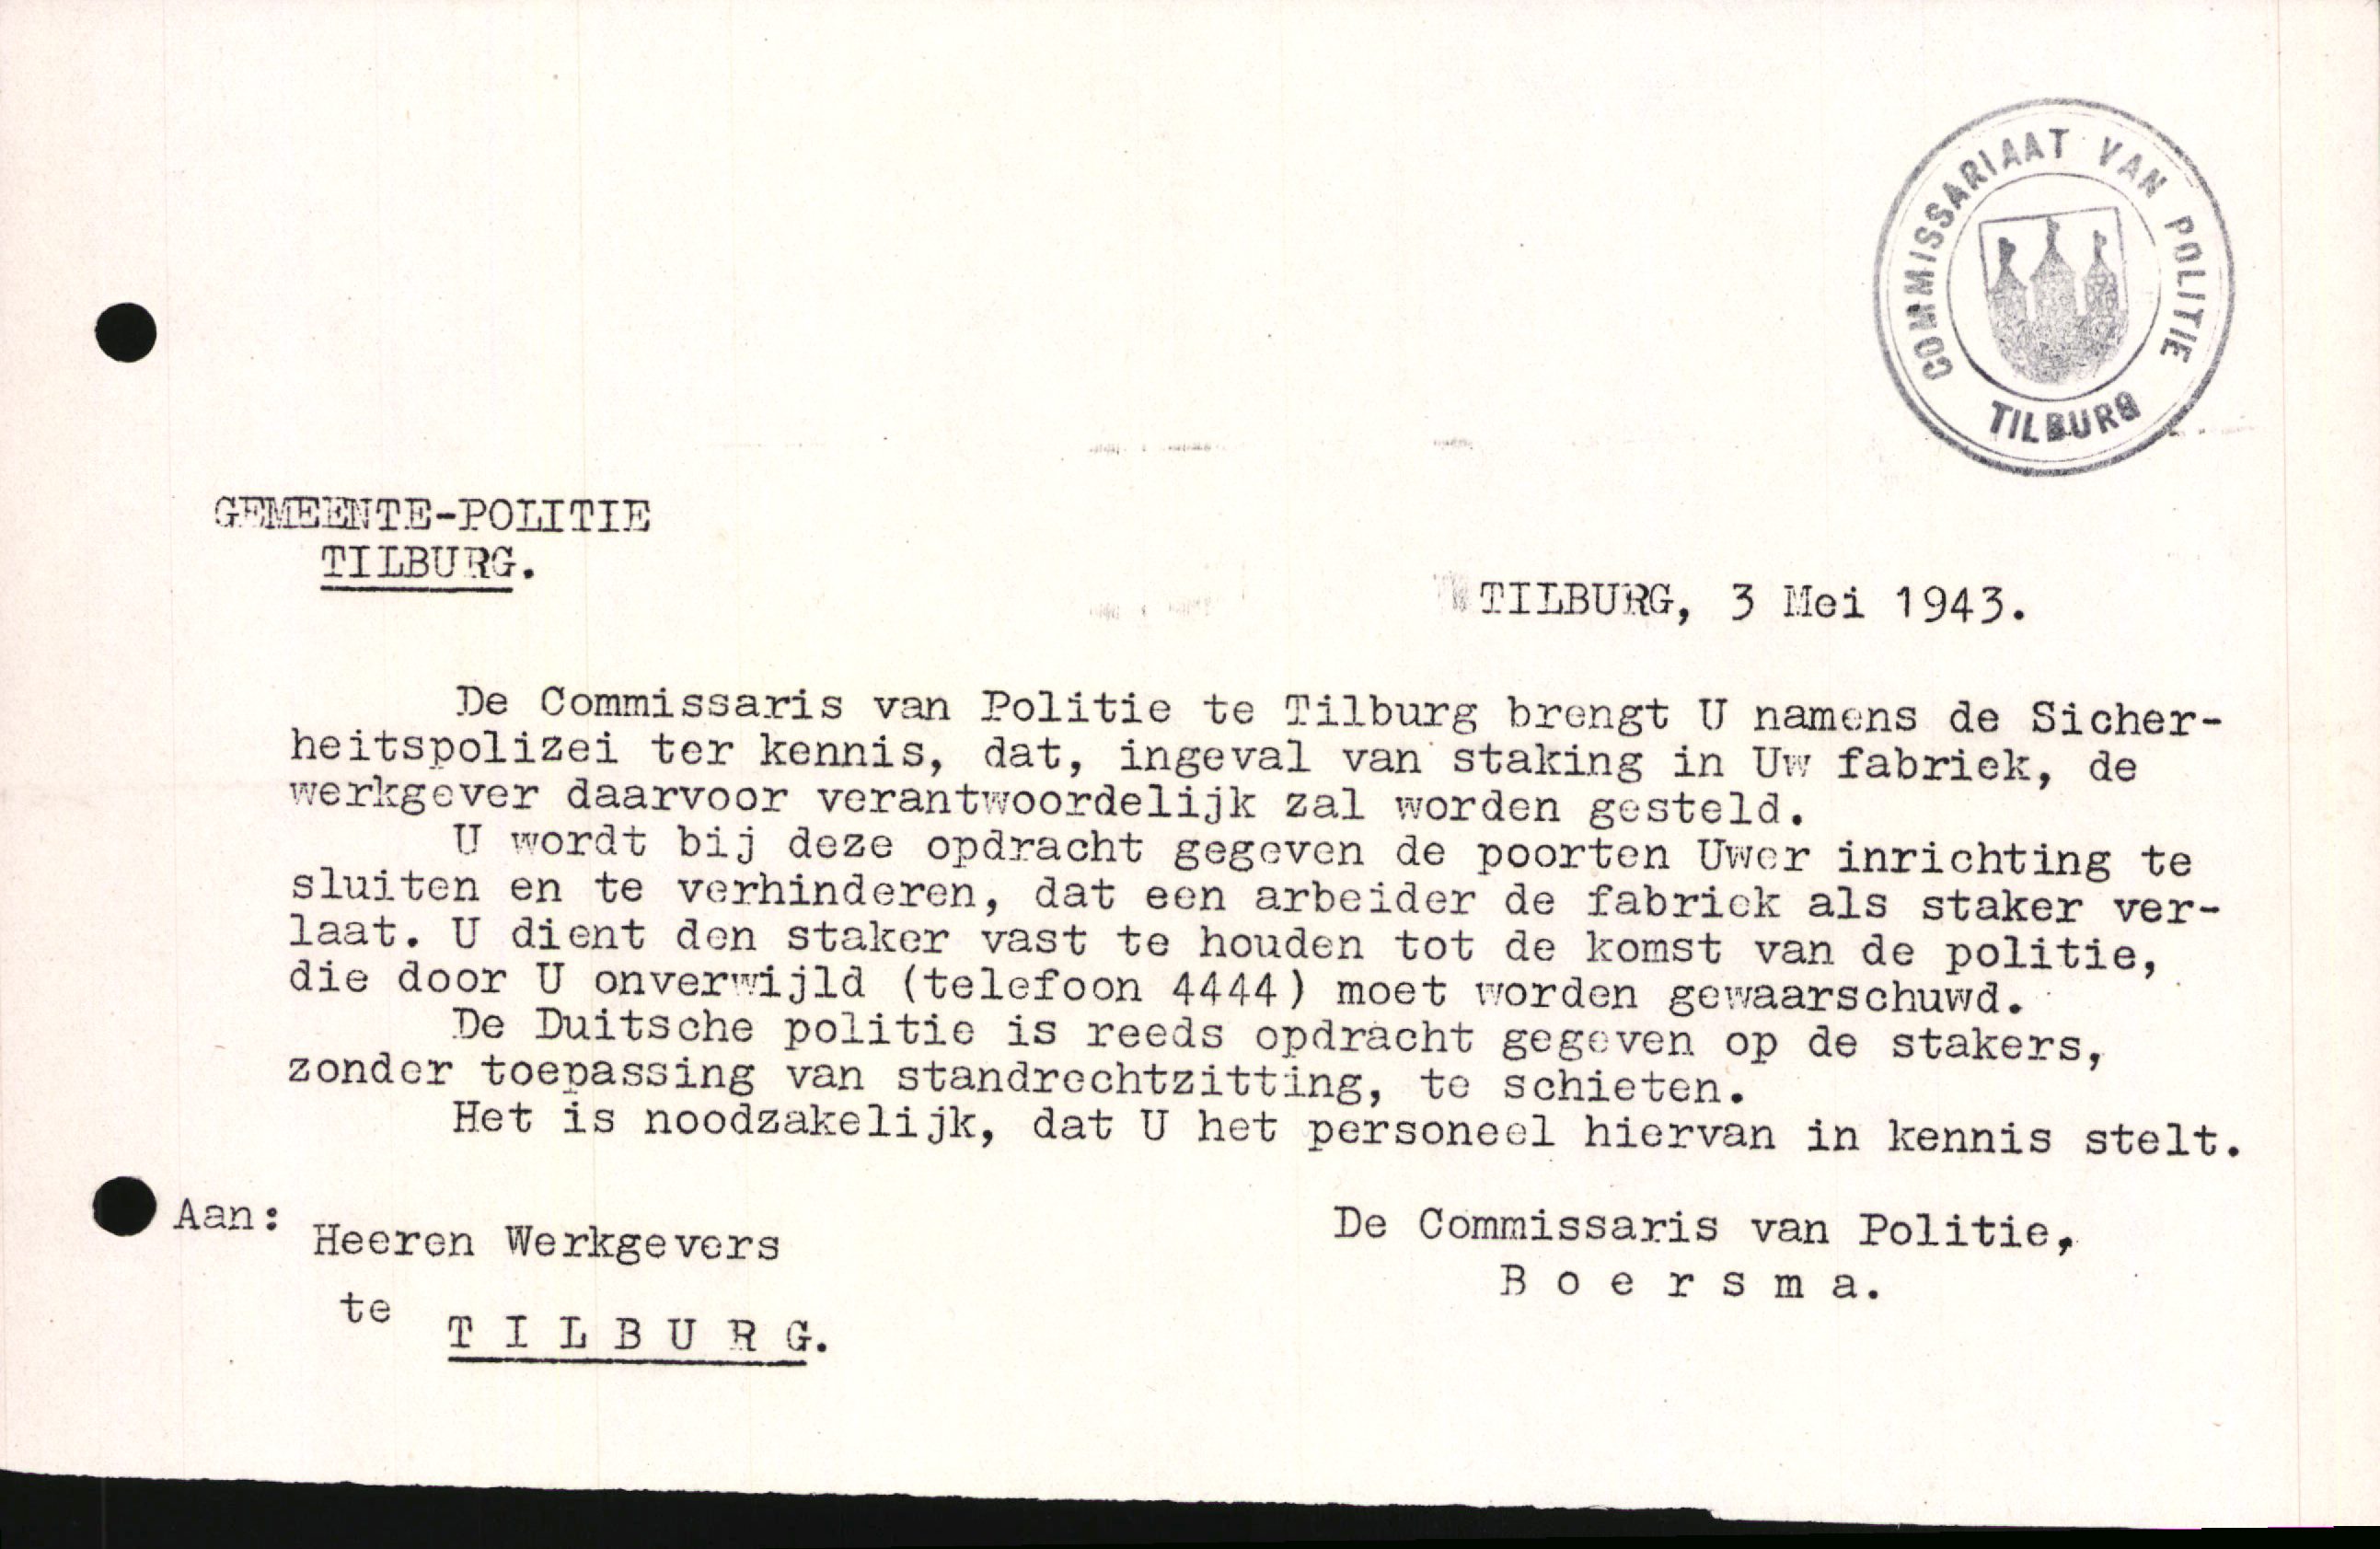 COMMISSARIAAT VAN POLITIE
TILBURG
GEMEENTE-POLITIE
TILBURG.
TILBURG, 3 Mei 1943.
De Commissaris van Politie te Tilburg brengt U namens de Sicher-
heitspolizei ter kennis, dat, ingeval van staking in Uw fabriek, de
werkgever daarvoor verantwoordelijk zal worden gesteld.
U wordt bij deze opdracht gegeven de poorten Uwer inrichting te
sluiten en te verhinderen, dat een arbeider de fabriek als staker ver-
laat. U dient den staker vast te houden tot de komst van de politie,
die door U onverwijld (telefoon 4444) moet worden gewaarschuwd.
De Duitsche politie is reeds opdracht gegeven op de stakers,
zonder toepassing van standrechtzitting, te schieten.
Het is noodzakelijk, dat U het personeel hiervan in kennis stelt.
Aan:
Heeren Werkgevers
te
T I L B U R G.
De Commissaris van Politie,
B o e r s m a.